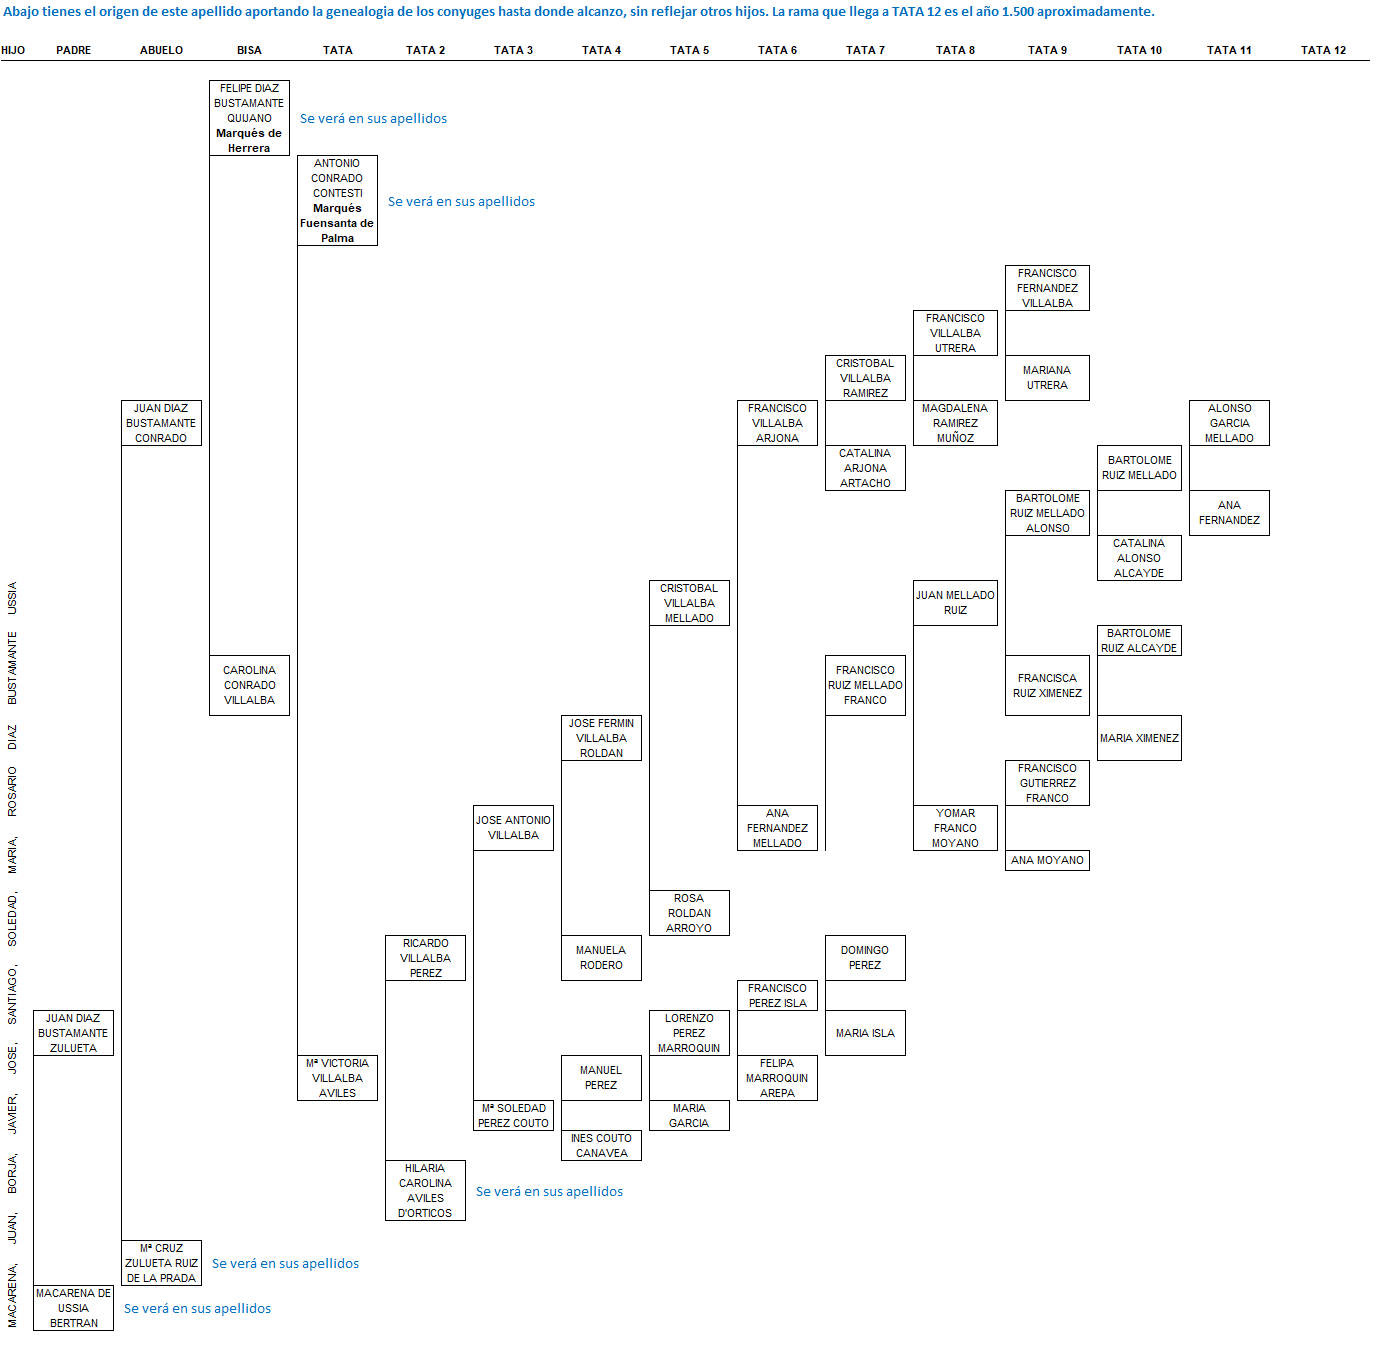 Abajo tienes el origen de este apellido aportando la genealogia de los conyuges hasta donde alcanzo, sin reflejar otros hijos. La rama que llega a TATA 12 es el año 1.500 aproximadamente.
HIJO PADRE ABUELO BISA TATA TATA 2 TATA 3 TATA 4 TATA 5 TATA 6 TATA 7 TATA 8 TATA 9 TATA 10 TATA 11 TATA 12
MACARENA, JUAN, BORJA, JAVIER, JOSE, SANTIAGO, SOLEDAD, MARIA, ROSARIO DIAZ BUSTAMANTE USSIA
JUAN DIAZ
BUSTAMANTE
ZULUETA
MACARENA DE
USSIA
BERTRAN
Se verá en sus apellidos
JUAN DIAZ
BUSTAMANTE
CONRADO
Mª CRUZ
ZULUETA RUIZ
DE LA PRADA
Se verá en sus apellidos
FELIPE DIAZ
BUSTAMANTE
QUIJANO
Marqués de
Herrera
Se verá en sus apellidos
CAROLINA
CONRADO
VILLALBA
ANTONIO
CONRADO
CONTESTI
Marqués
Fuensanta de
Palma
Se verá en sus apellidos
Mª VICTORIA
VILLALBA
AVILES
RICARDO
VILLALBA
PEREZ
HILARIA
CAROLINA
AVILES
D'ORTICOS
Se verá en sus apellidos
JOSE ANTONIO
VILLALBA
Mª SOLEDAD
PEREZ COUTO
JOSE FERMIN
VILLALBA
ROLDAN
MANUELA
RODERO
MANUEL
PEREZ
INES COUTO
CANAVEA
CRISTOBAL
VILLALBA
MELLADO
ROSA
ROLDAN
ARROYO
LORENZO
PEREZ
MARROQUIN
MARIA
GARCIA
FRANCISCO
VILLALBA
ARJONA
ANA
FERNANDEZ
MELLADO
FRANCISCO
PEREZ ISLA
FELIPA
MARROQUIN
AREPA
CRISTOBAL
VILLALBA
RAMIREZ
CATALINA
ARJONA
ARTACHO
FRANCISCO
RUIZ MELLADO
FRANCO
DOMINGO
PEREZ
MARIA ISLA
FRANCISCO
VILLALBA
UTRERA
MAGDALENA
RAMIREZ
MUÑOZ
JUAN MELLADO
RUIZ
YOMAR
FRANCO
MOYANO
FRANCISCO
FERNANDEZ
VILLALBA
MARIANA
UTRERA
BARTOLOME
RUIZ MELLADO
ALONSO
FRANCISCA
RUIZ XIMENEZ
FRANCISCO
GUTIERREZ
FRANCO
ANA MOYANO
BARTOLOME
RUIZ MELLADO
CATALINA
ALONSO
ALCAYDE
BARTOLOME
RUIZ ALCAYDE
MARIA XIMENEZ
ALONSO
GARCIA
MELLADO
ANA
FERNANDEZ